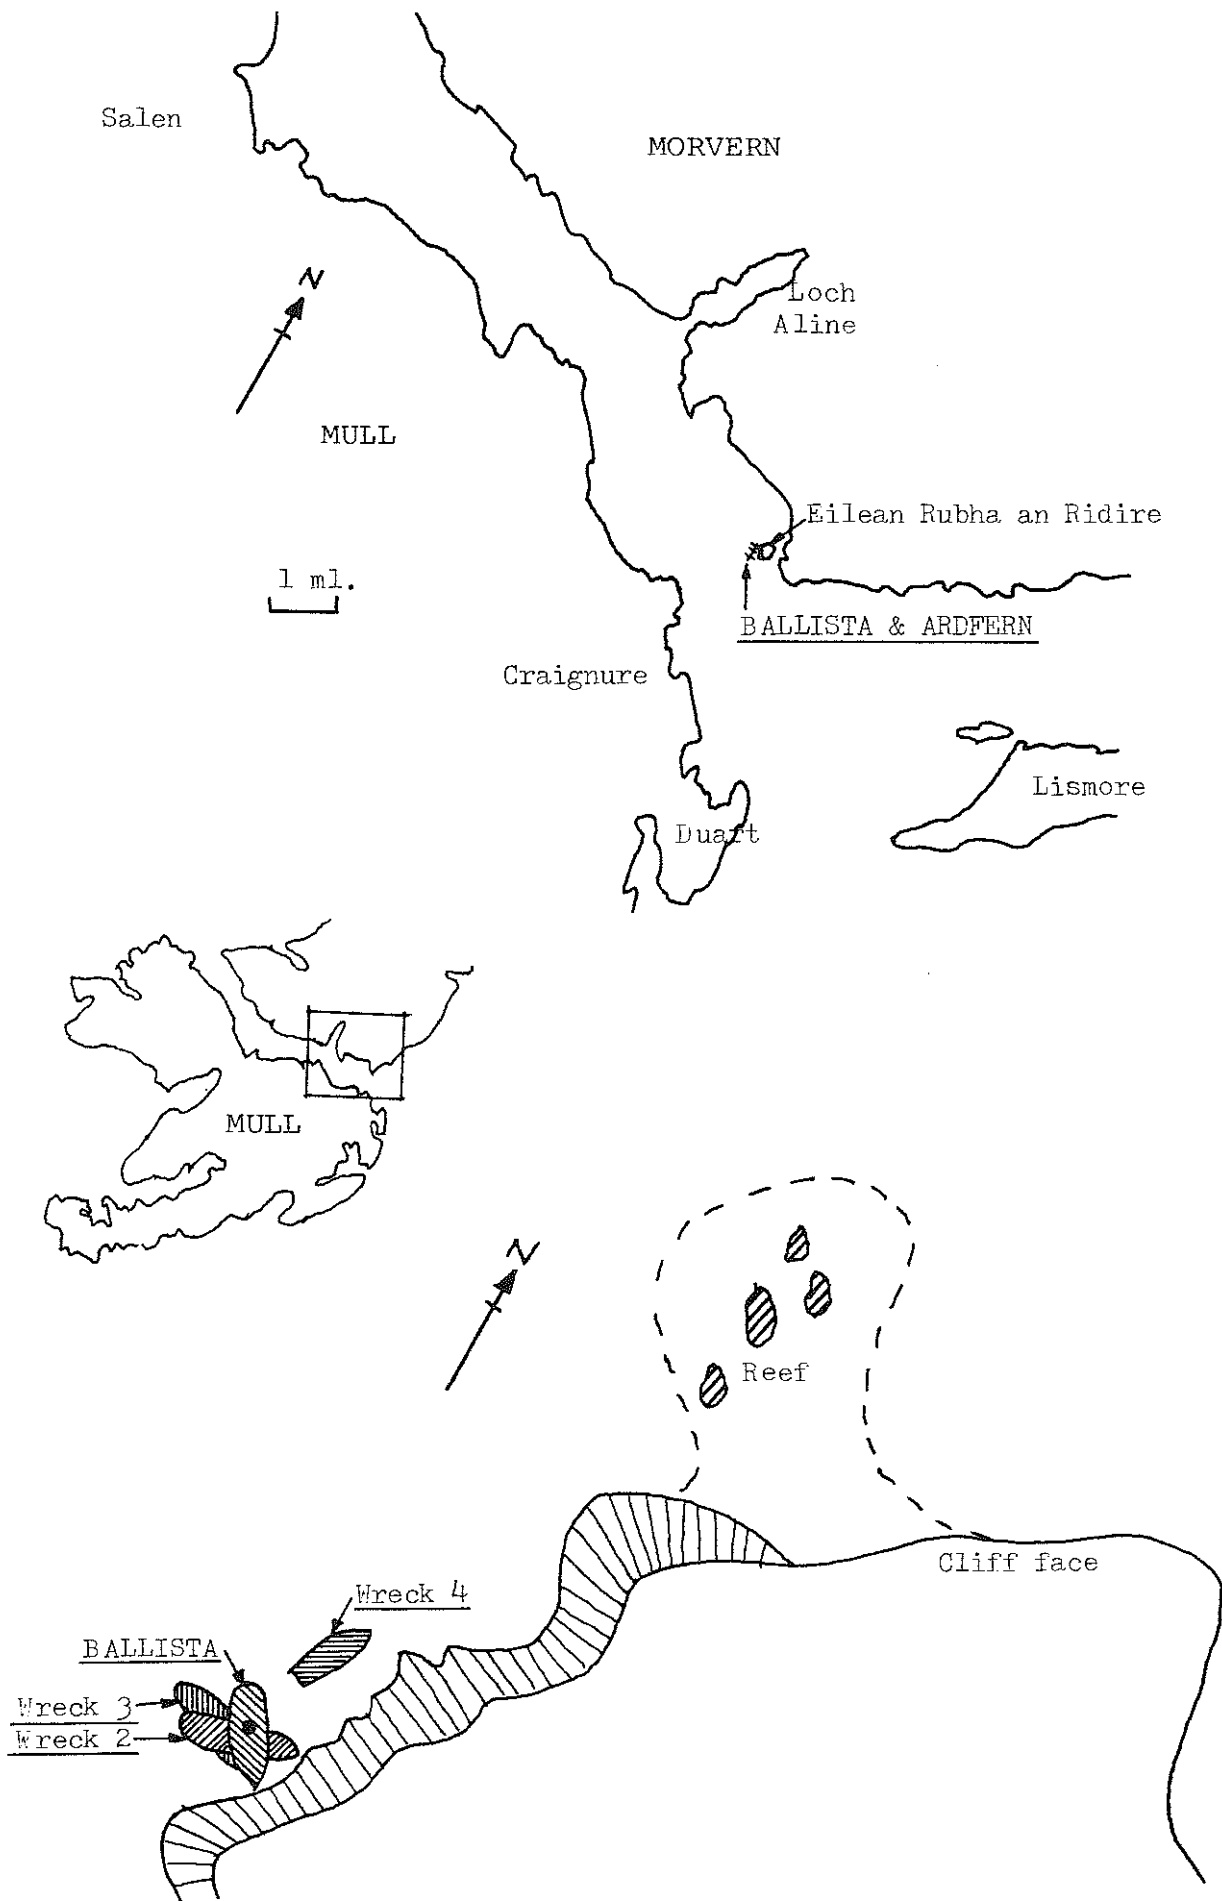 Salen
MORVERN
N
Loch
Aline
MULL
Eilean Rubha an Ridire
1 ml.
BALLISTA & ARDFERN
Craignure
Lismore
Duart
MULL
N
Reef
Cliff face
Wreck 4
BALLISTA
Wreck 3
Wreck 2